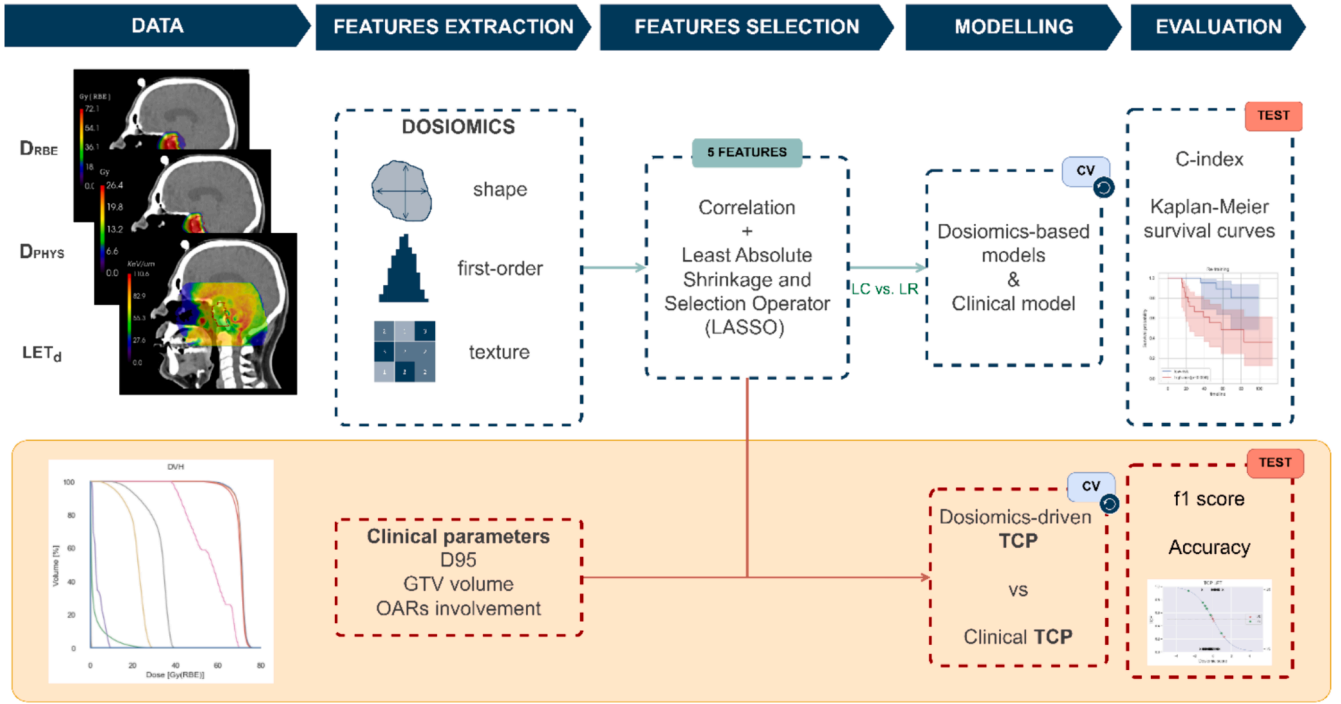 DATA
FEATURES EXTRACTION
FEATURES SELECTION
MODELLING
EVALUATION
DRBE
Gy[RBE]
72.1
54.1
36.1
18
0.0
DPHYS
Gy
26.4
19.8
13.2
6.6
0.0
LETd
KeV/um
110.6
82.9
55.3
27.6
0.0
DOSIOMICS
shape
first-order
texture
5 FEATURES
Correlation
+
Least Absolute
Shrinkage and
Selection Operator
(LASSO)
LC vs. LR
CV
Dosiomics-based
models
&
Clinical model
TEST
C-index
Kaplan-Meier
survival curves
DVH
Volume [%]
100
80
60
40
20
0
0
20
40
60
80
Dose [Gy(RBE)]
Clinical parameters
D95
GTV volume
OARs involvement
CV
Dosiomics-driven
TCP
vs
Clinical TCP
TEST
f1 score
Accuracy